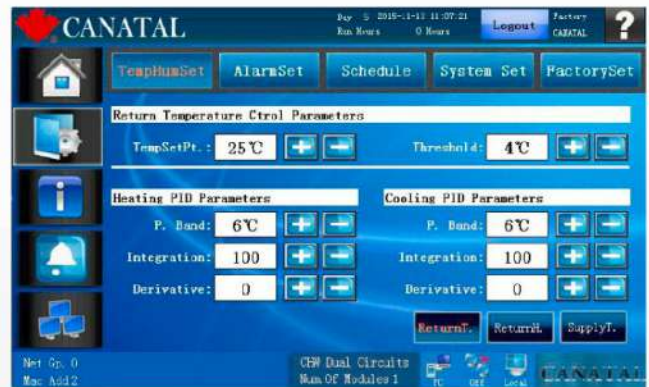 CANATAL
Day 5 2015-11-13 11:07:21
Run Hours 0 Hours
Logout
Factory
CANATAL
?
TempHumSet AlarmSet Schedule System Set FactorySet
Return Temperature Ctrl Parameters
TempSetPt.: 25℃ + − Threshold: 4℃ + −
Heating PID Parameters Cooling PID Parameters
P. Band: 6℃ + − P. Band: 6℃ + −
Integration: 100 + − Integration: 100 + −
Derivative: 0 + − Derivative: 0 + −
ReturnT. ReturnH. SupplyT.
Net Gp. 0
Mac Add 2
CHW Dual Circuits
Num Of Modules 1
PC Off Local
CANATAL